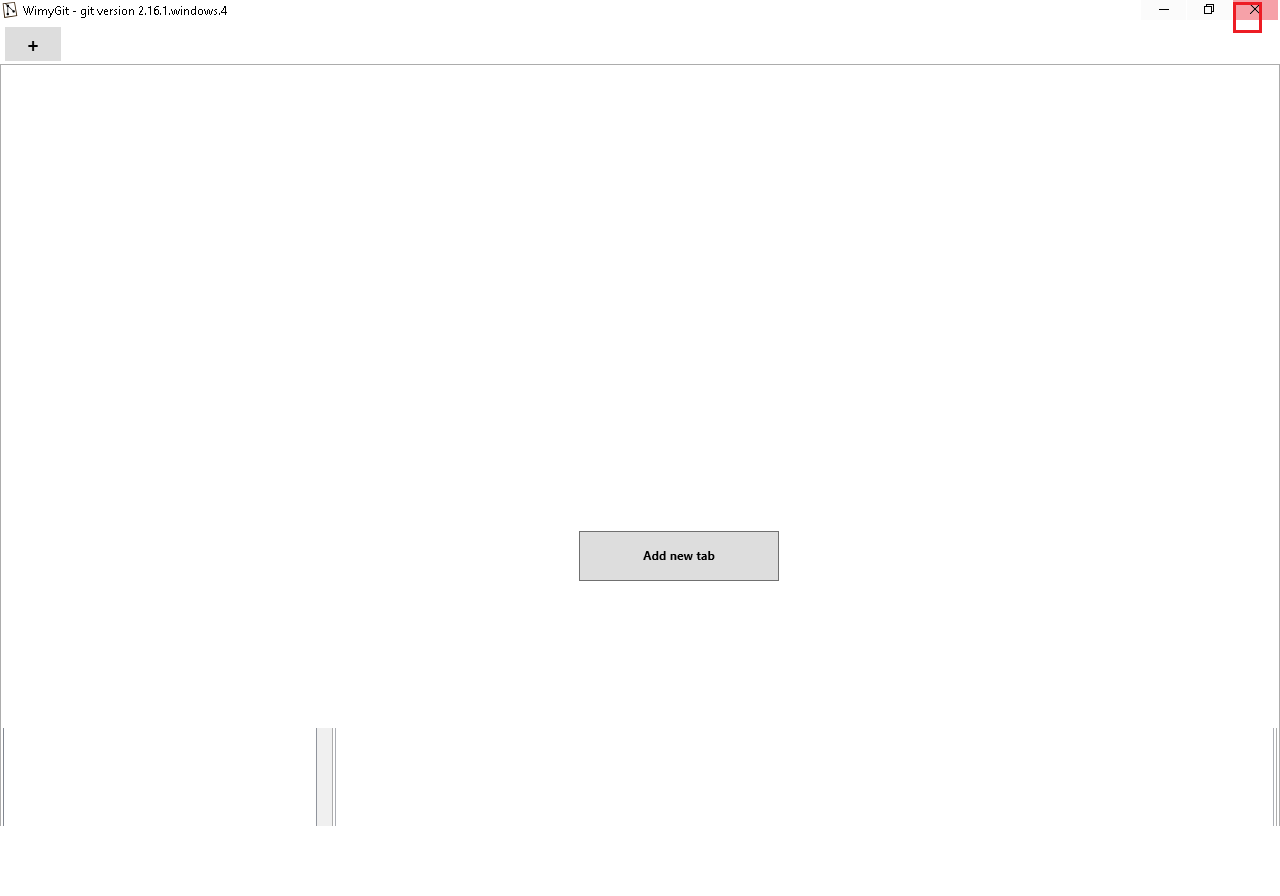 WimyGit - git version 2.16.1.windows.4
+
Add new tab